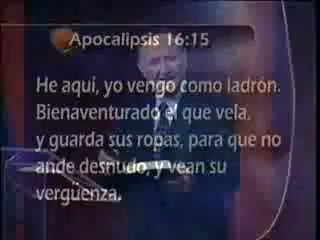 Apocalipsis 16:15
He aquí, yo vengo como ladrón.
Bienaventurado el que vela,
y guarda sus ropas, para que no
ande desnudo, y vean su
vergüenza.